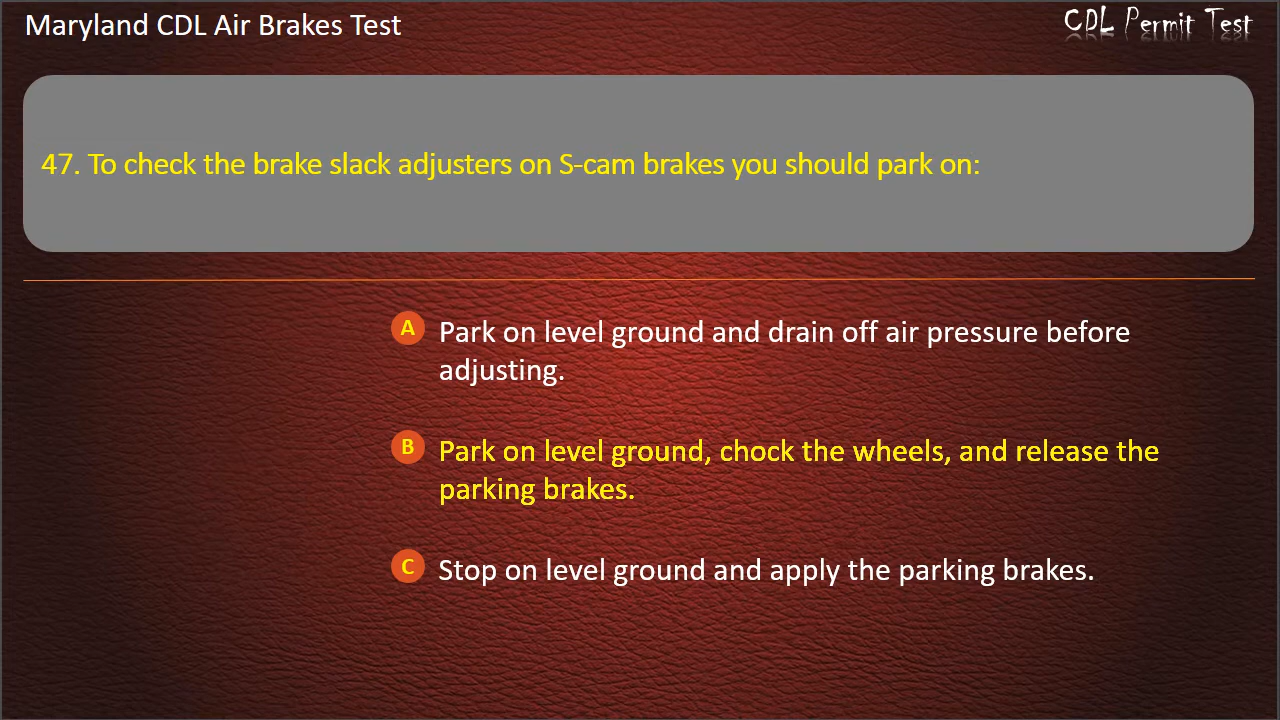 Maryland CDL Air Brakes Test
CDL Permit Test
47. To check the brake slack adjusters on S-cam brakes you should park on:
A Park on level ground and drain off air pressure before
adjusting.
B Park on level ground, chock the wheels, and release the
parking brakes.
C Stop on level ground and apply the parking brakes.